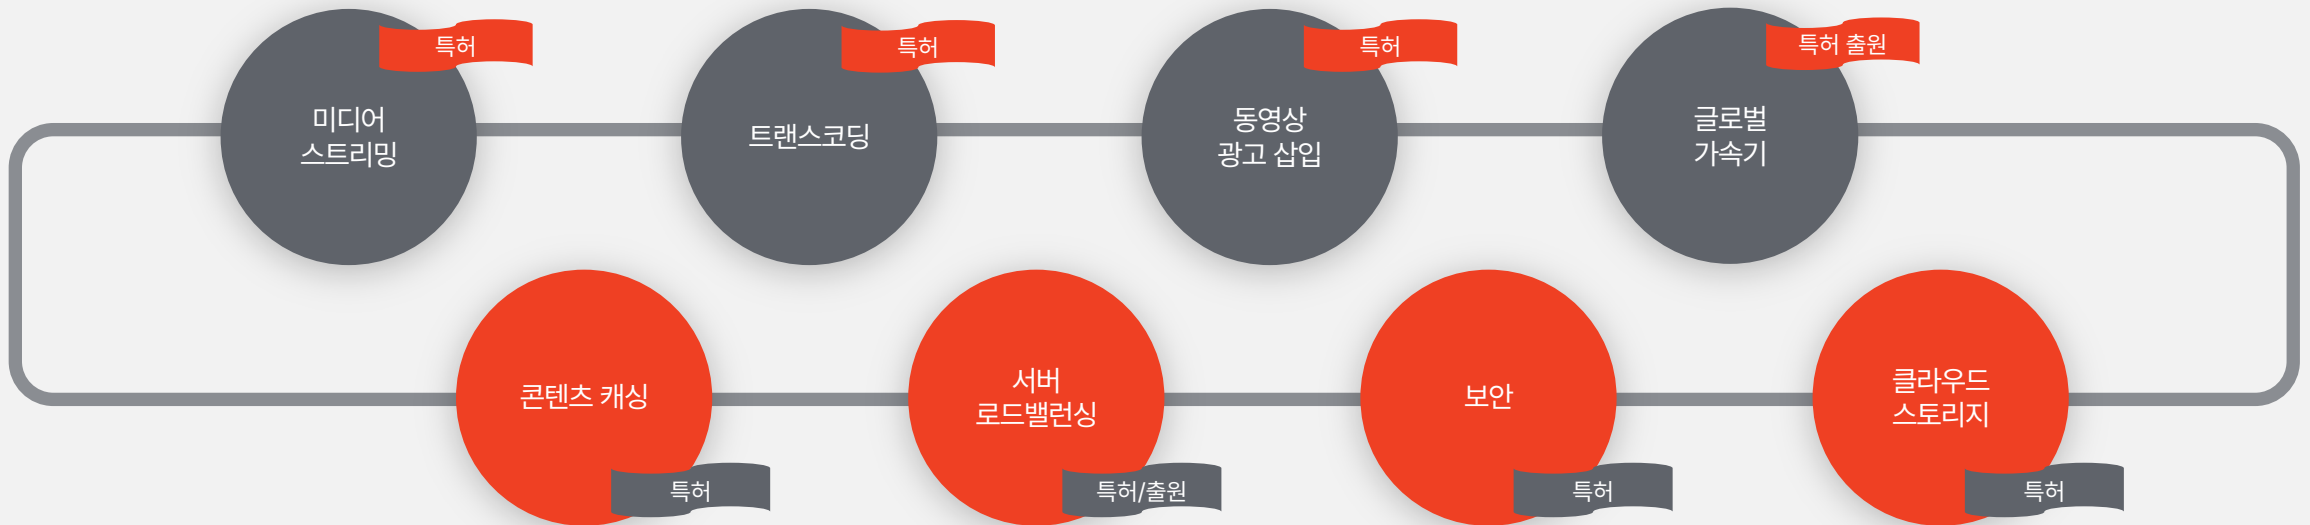 특허
미디어
스트리밍
특허
트랜스코딩
특허
동영상
광고 삽입
특허 출원
글로벌
가속기
콘텐츠 캐싱
특허
서버
로드밸런싱
특허/출원
보안
특허
클라우드
스토리지
특허